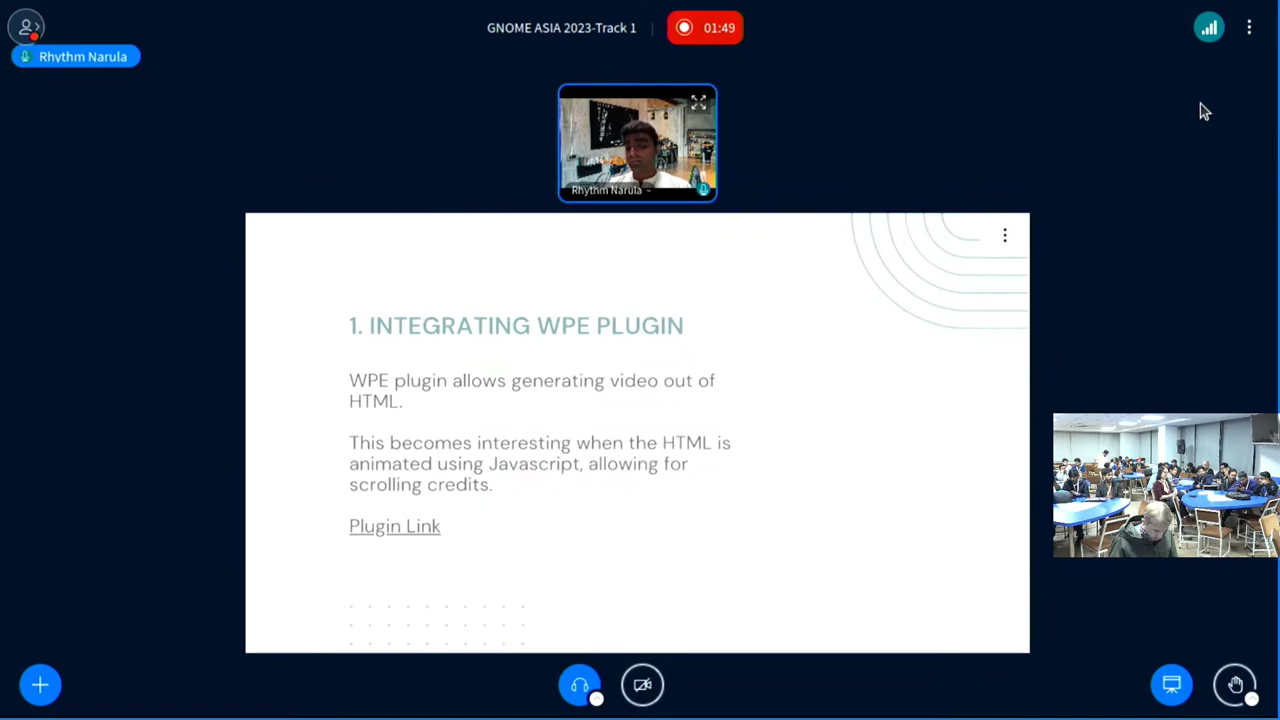 GNOME ASIA 2023-Track 1
01:49
Rhythm Narula
Rhythm Narula
1. INTEGRATING WPE PLUGIN
WPE plugin allows generating video out of
HTML.
This becomes interesting when the HTML is
animated using Javascript, allowing for
scrolling credits.
Plugin Link